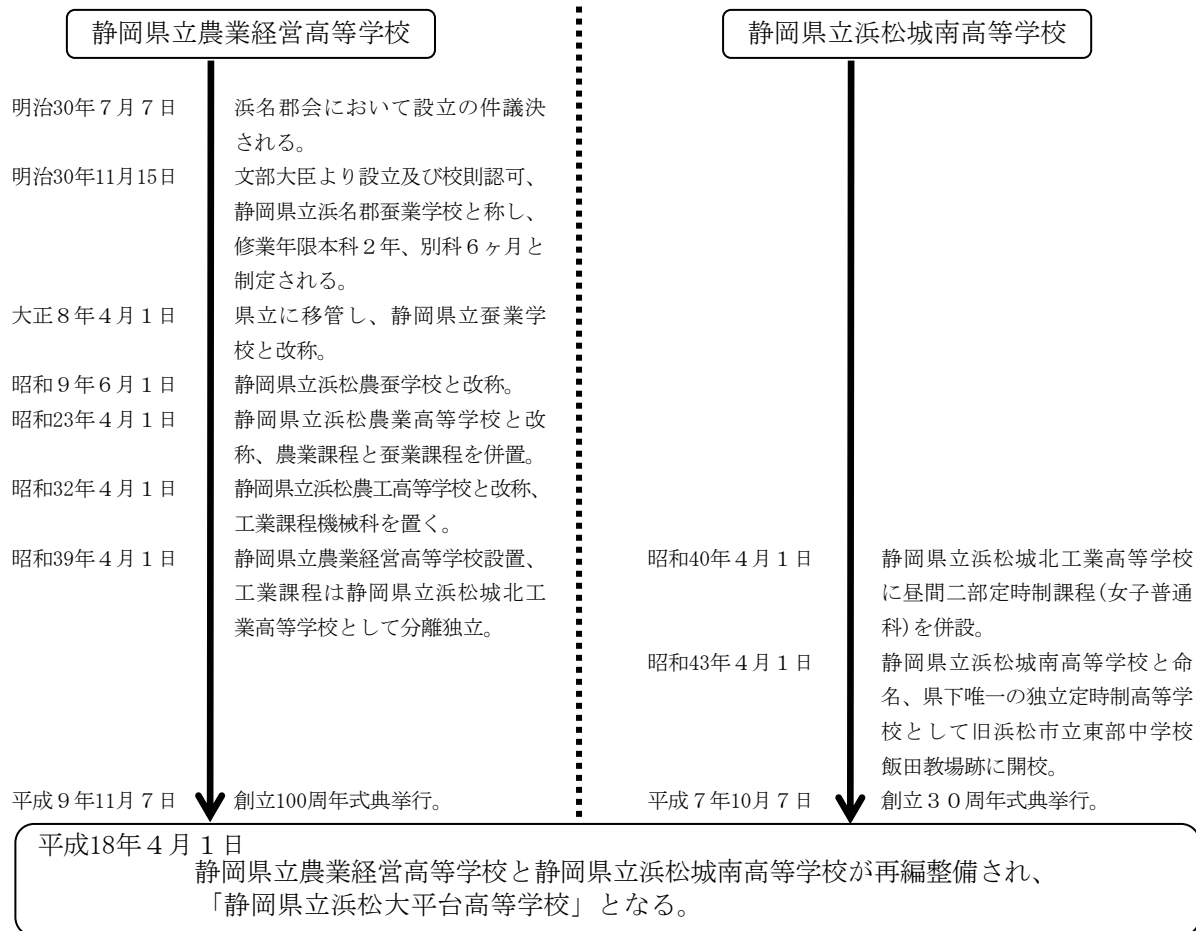 静岡県立農業経営高等学校
明治30年７月７日 浜名郡会において設立の件議決
される。
明治30年11月15日 文部大臣より設立及び校則認可、
静岡県立浜名郡蚕業学校と称し、
修業年限本科２年、別科６ヶ月と
制定される。
大正８年４月１日 県立に移管し、静岡県立蚕業学
校と改称。
昭和９年６月１日 静岡県立浜松農蚕学校と改称。
昭和23年４月１日 静岡県立浜松農業高等学校と改
称、農業課程と蚕業課程を併置。
昭和32年４月１日 静岡県立浜松農工高等学校と改称、
工業課程機械科を置く。
昭和39年４月１日 静岡県立農業経営高等学校設置、
工業課程は静岡県立浜松城北工
業高等学校として分離独立。
平成９年11月７日 創立100周年式典挙行。
静岡県立浜松城南高等学校
昭和40年４月１日 静岡県立浜松城北工業高等学校
に昼間二部定時制課程(女子普通
科)を併設。
昭和43年４月１日 静岡県立浜松城南高等学校と命
名、県下唯一の独立定時制高等学
校として旧浜松市立東部中学校
飯田教場跡に開校。
平成７年10月７日 創立３０周年式典挙行。
平成18年４月１日
静岡県立農業経営高等学校と静岡県立浜松城南高等学校が再編整備され、
「静岡県立浜松大平台高等学校」となる。